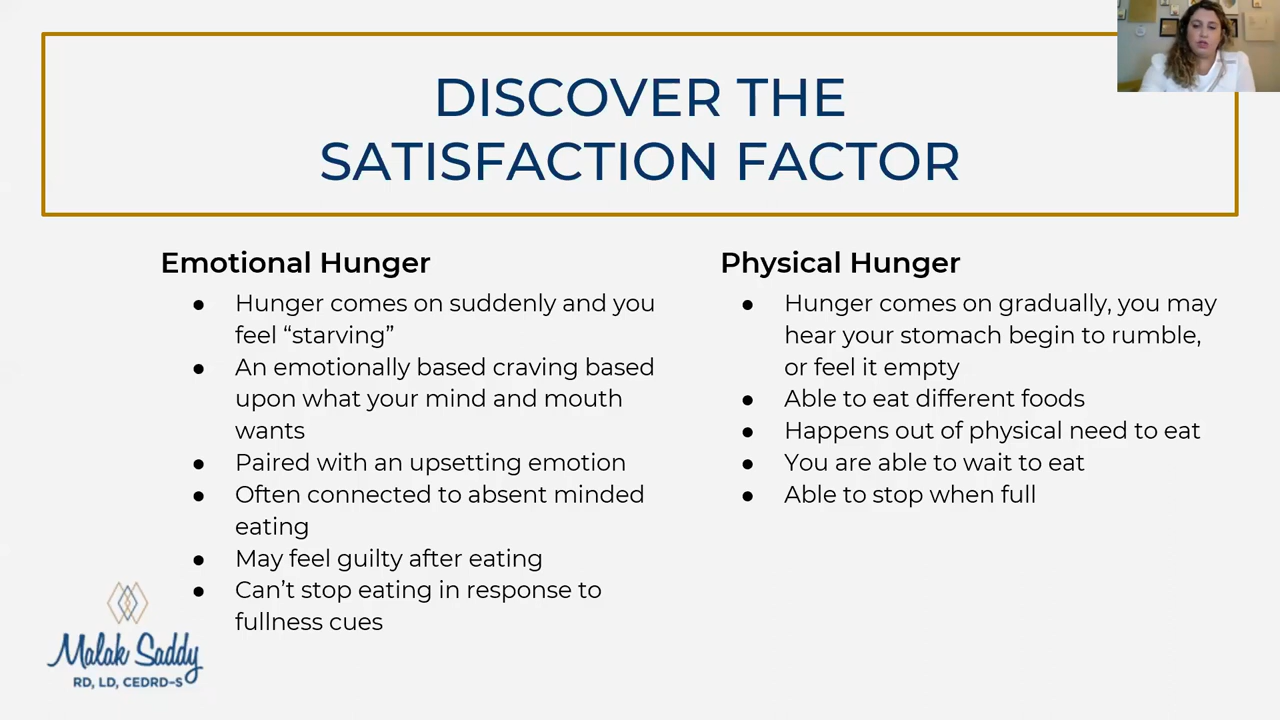 DISCOVER THE
SATISFACTION FACTOR
Emotional Hunger
● Hunger comes on suddenly and you
feel “starving”
● An emotionally based craving based
upon what your mind and mouth
wants
● Paired with an upsetting emotion
● Often connected to absent minded
eating
● May feel guilty after eating
● Can’t stop eating in response to
fullness cues
Physical Hunger
● Hunger comes on gradually, you may
hear your stomach begin to rumble,
or feel it empty
● Able to eat different foods
● Happens out of physical need to eat
● You are able to wait to eat
● Able to stop when full
Malak Saddy
RD, LD, CEDRD-S